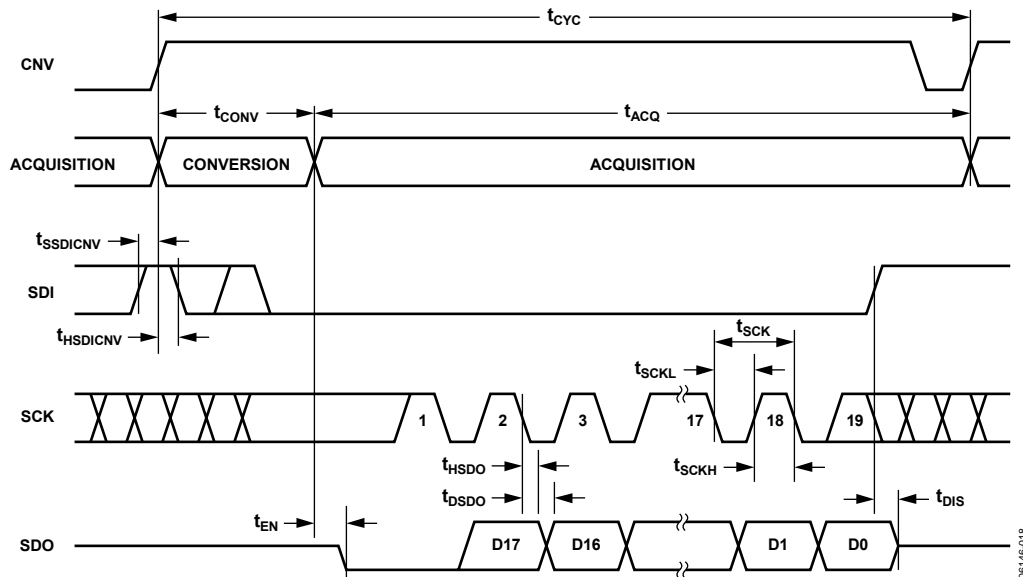 tCYC
CNV
tCONV
tACQ
ACQUISITION CONVERSION ACQUISITION
tSSDICNV
SDI
tHSDICNV
tSCK
tSCKL
SCK 1 2 3 17 18 19
tHSDO
tSCKH
tDSDO
tDIS
tEN
SDO D17 D16 D1 D0
06146-018